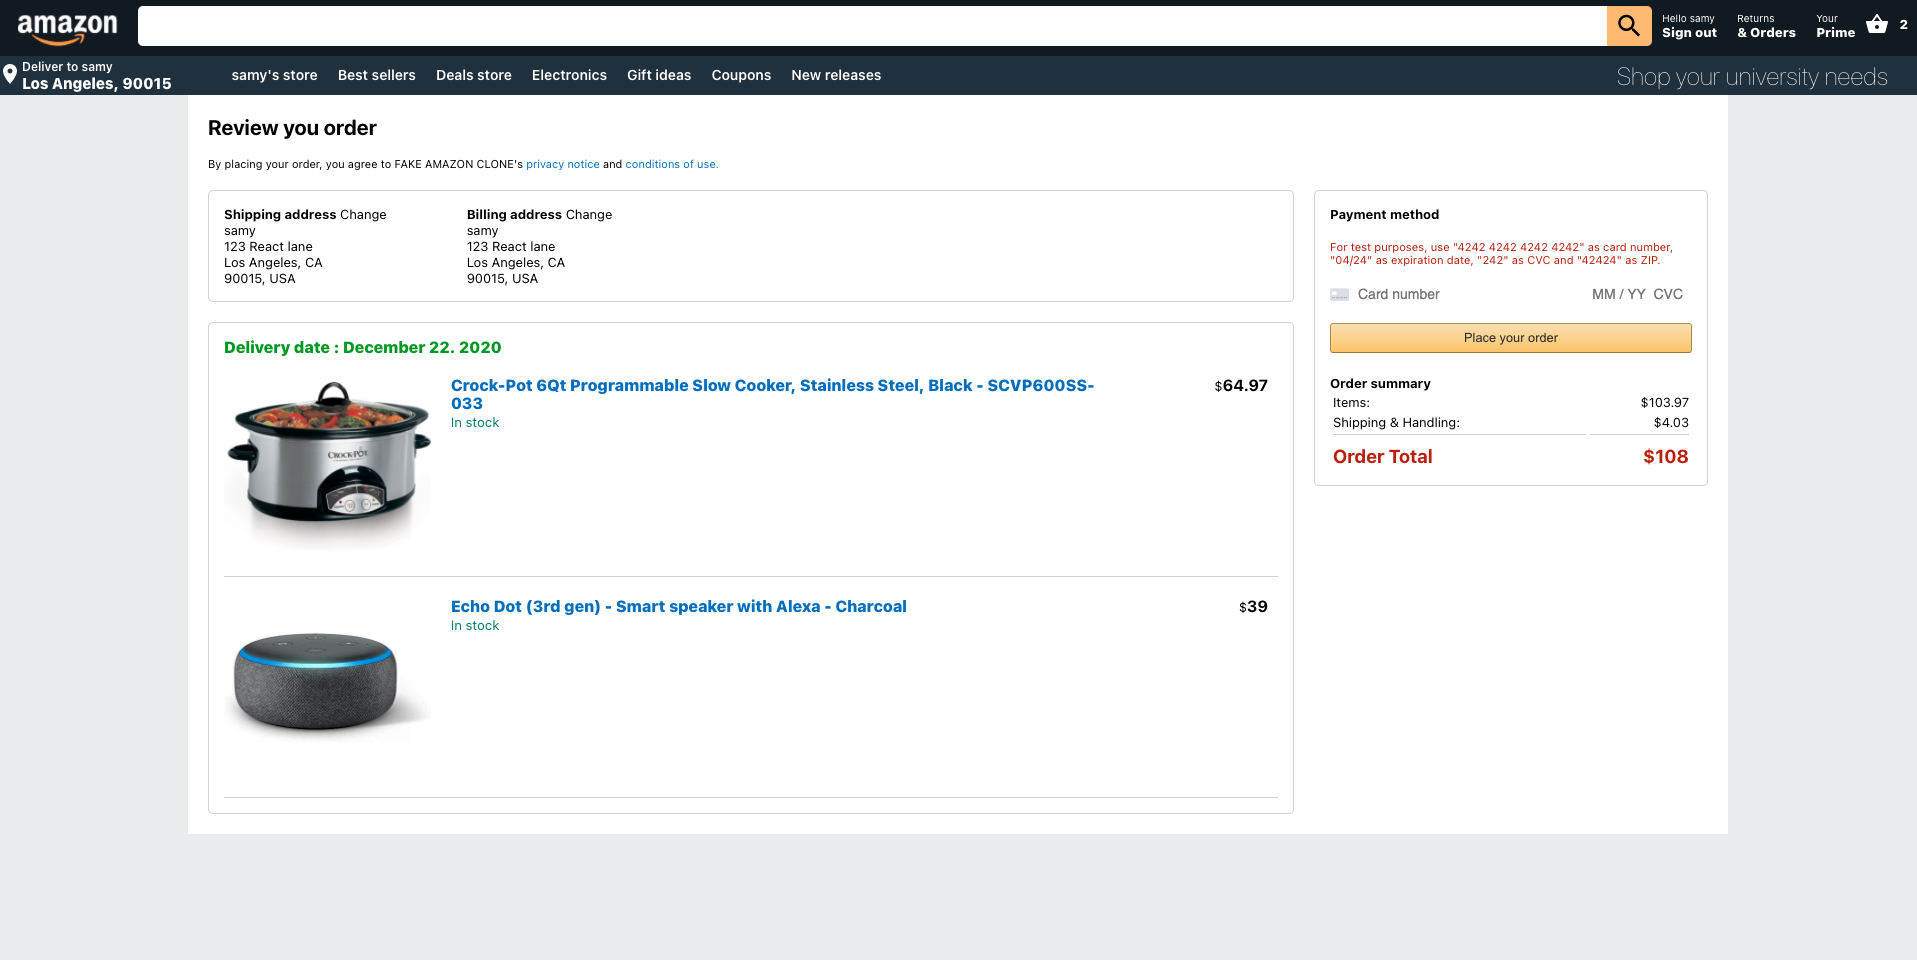 amazon
Hello samy
Sign out
Returns
& Orders
Your
Prime
2
Deliver to samy
Los Angeles, 90015
samy's store
Best sellers
Deals store
Electronics
Gift ideas
Coupons
New releases
Shop your university needs
Review you order
By placing your order, you agree to FAKE AMAZON CLONE's privacy notice and conditions of use.
Shipping address Change
samy
123 React lane
Los Angeles, CA
90015, USA
Billing address Change
samy
123 React lane
Los Angeles, CA
90015, USA
Delivery date : December 22. 2020
Crock-Pot 6Qt Programmable Slow Cooker, Stainless Steel, Black - SCVP600SS-
033
In stock
$64.97
CROCK-POT
Echo Dot (3rd gen) - Smart speaker with Alexa - Charcoal
In stock
$39
Payment method
For test purposes, use "4242 4242 4242 4242" as card number,
"04/24" as expiration date, "242" as CVC and "42424" as ZIP.
Card number
MM / YY CVC
Place your order
Order summary
Items: $103.97
Shipping & Handling: $4.03
Order Total $108